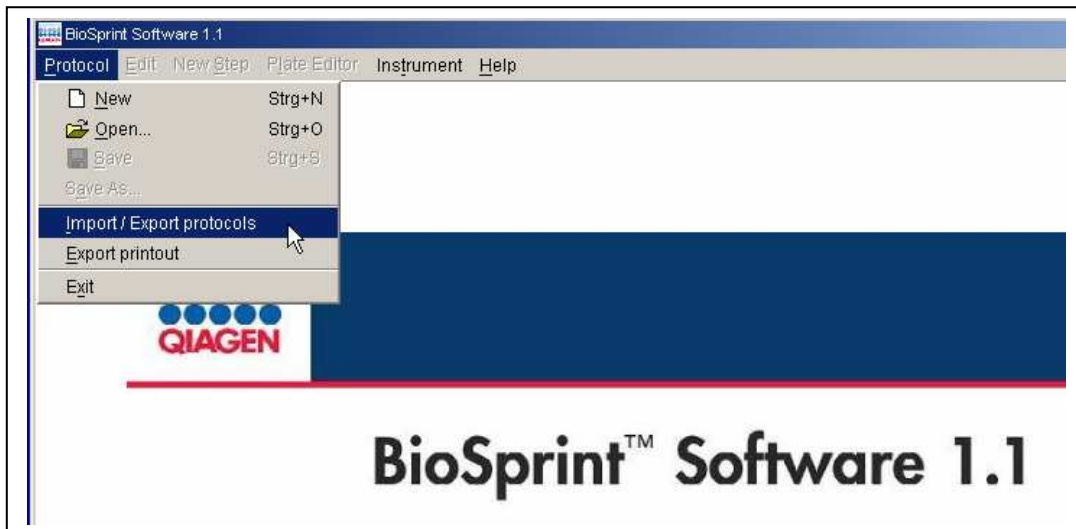 BioSprint Software 1.1
Protocol Edit New Step Plate Editor Instrument Help
New Strg+N
Open... Strg+O
Save Strg+S
Save As...
Import / Export protocols
Export printout
Exit
QIAGEN
BioSprint™ Software 1.1